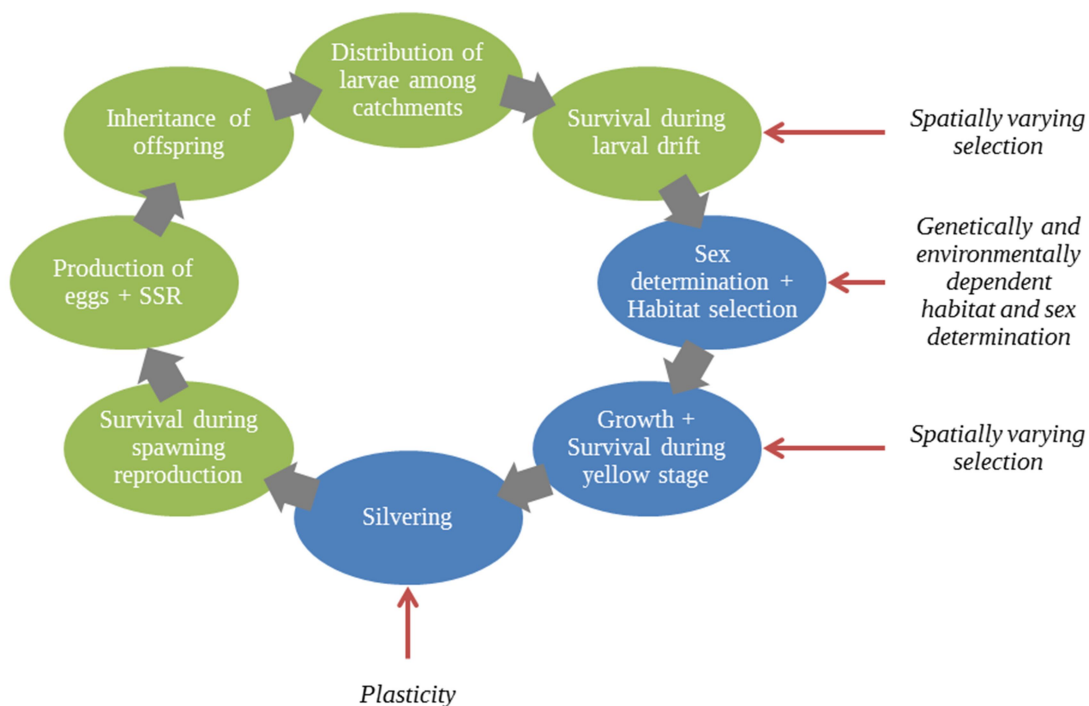 Distribution of
larvae among
catchments
Survival during
larval drift
Spatially varying
selection
Sex
determination +
Habitat selection
Genetically and
environmentally
dependent
habitat and sex
determination
Growth +
Survival during
yellow stage
Spatially varying
selection
Silvering
Plasticity
Survival during
spawning
reproduction
Production of
eggs + SSR
Inheritance of
offspring